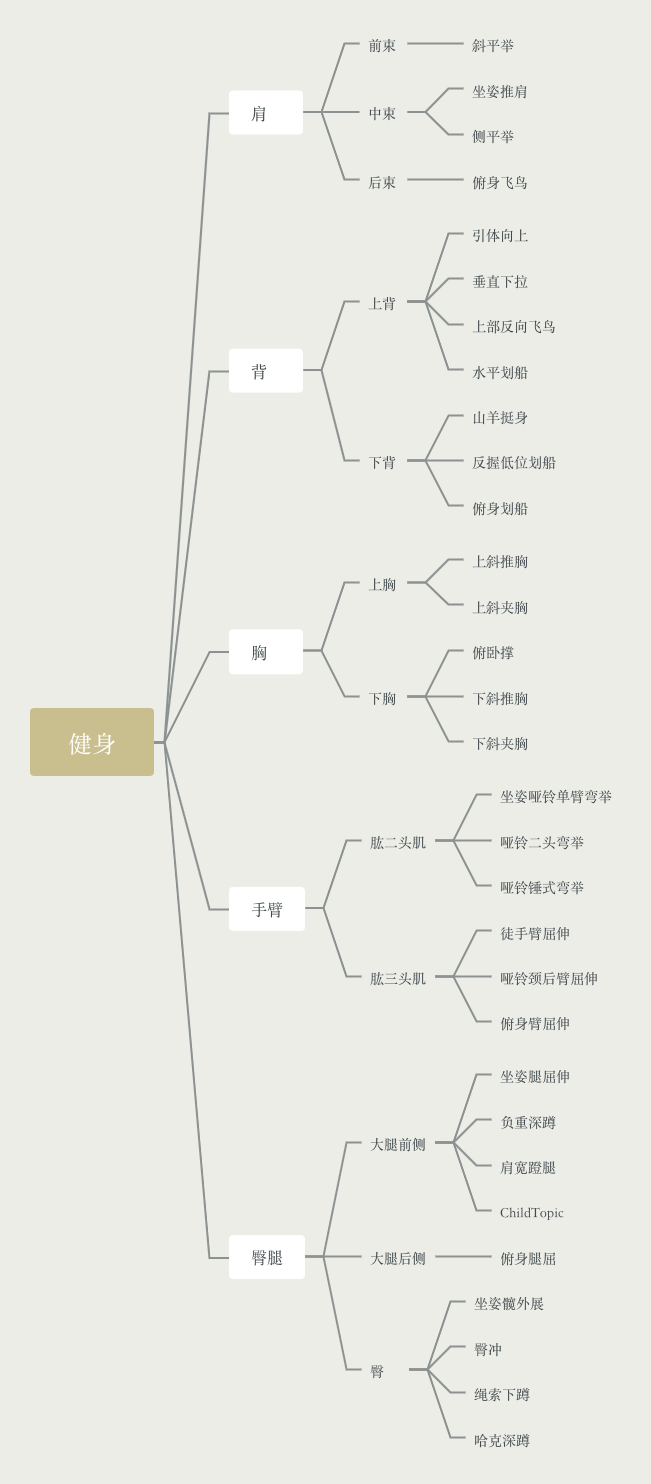 健身
肩
前束
斜平举
中束
坐姿推肩
侧平举
后束
俯身飞鸟
背
上背
引体向上
垂直下拉
上部反向飞鸟
水平划船
下背
山羊挺身
反握低位划船
俯身划船
胸
上胸
上斜推胸
上斜夹胸
下胸
俯卧撑
下斜推胸
下斜夹胸
手臂
肱二头肌
坐姿哑铃单臂弯举
哑铃二头弯举
哑铃锤式弯举
肱三头肌
徒手臂屈伸
哑铃颈后臂屈伸
俯身臂屈伸
臀腿
大腿前侧
坐姿腿屈伸
负重深蹲
肩宽蹬腿
ChildTopic
大腿后侧
俯身腿屈
臀
坐姿髋外展
臀冲
绳索下蹲
哈克深蹲